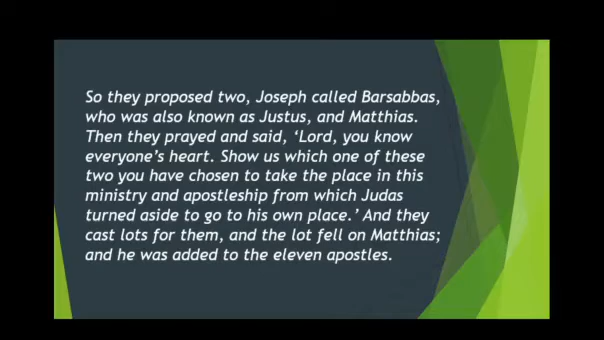 So they proposed two, Joseph called Barsabbas,
who was also known as Justus, and Matthias.
Then they prayed and said, ‘Lord, you know
everyone’s heart. Show us which one of these
two you have chosen to take the place in this
ministry and apostleship from which Judas
turned aside to go to his own place.’ And they
cast lots for them, and the lot fell on Matthias;
and he was added to the eleven apostles.